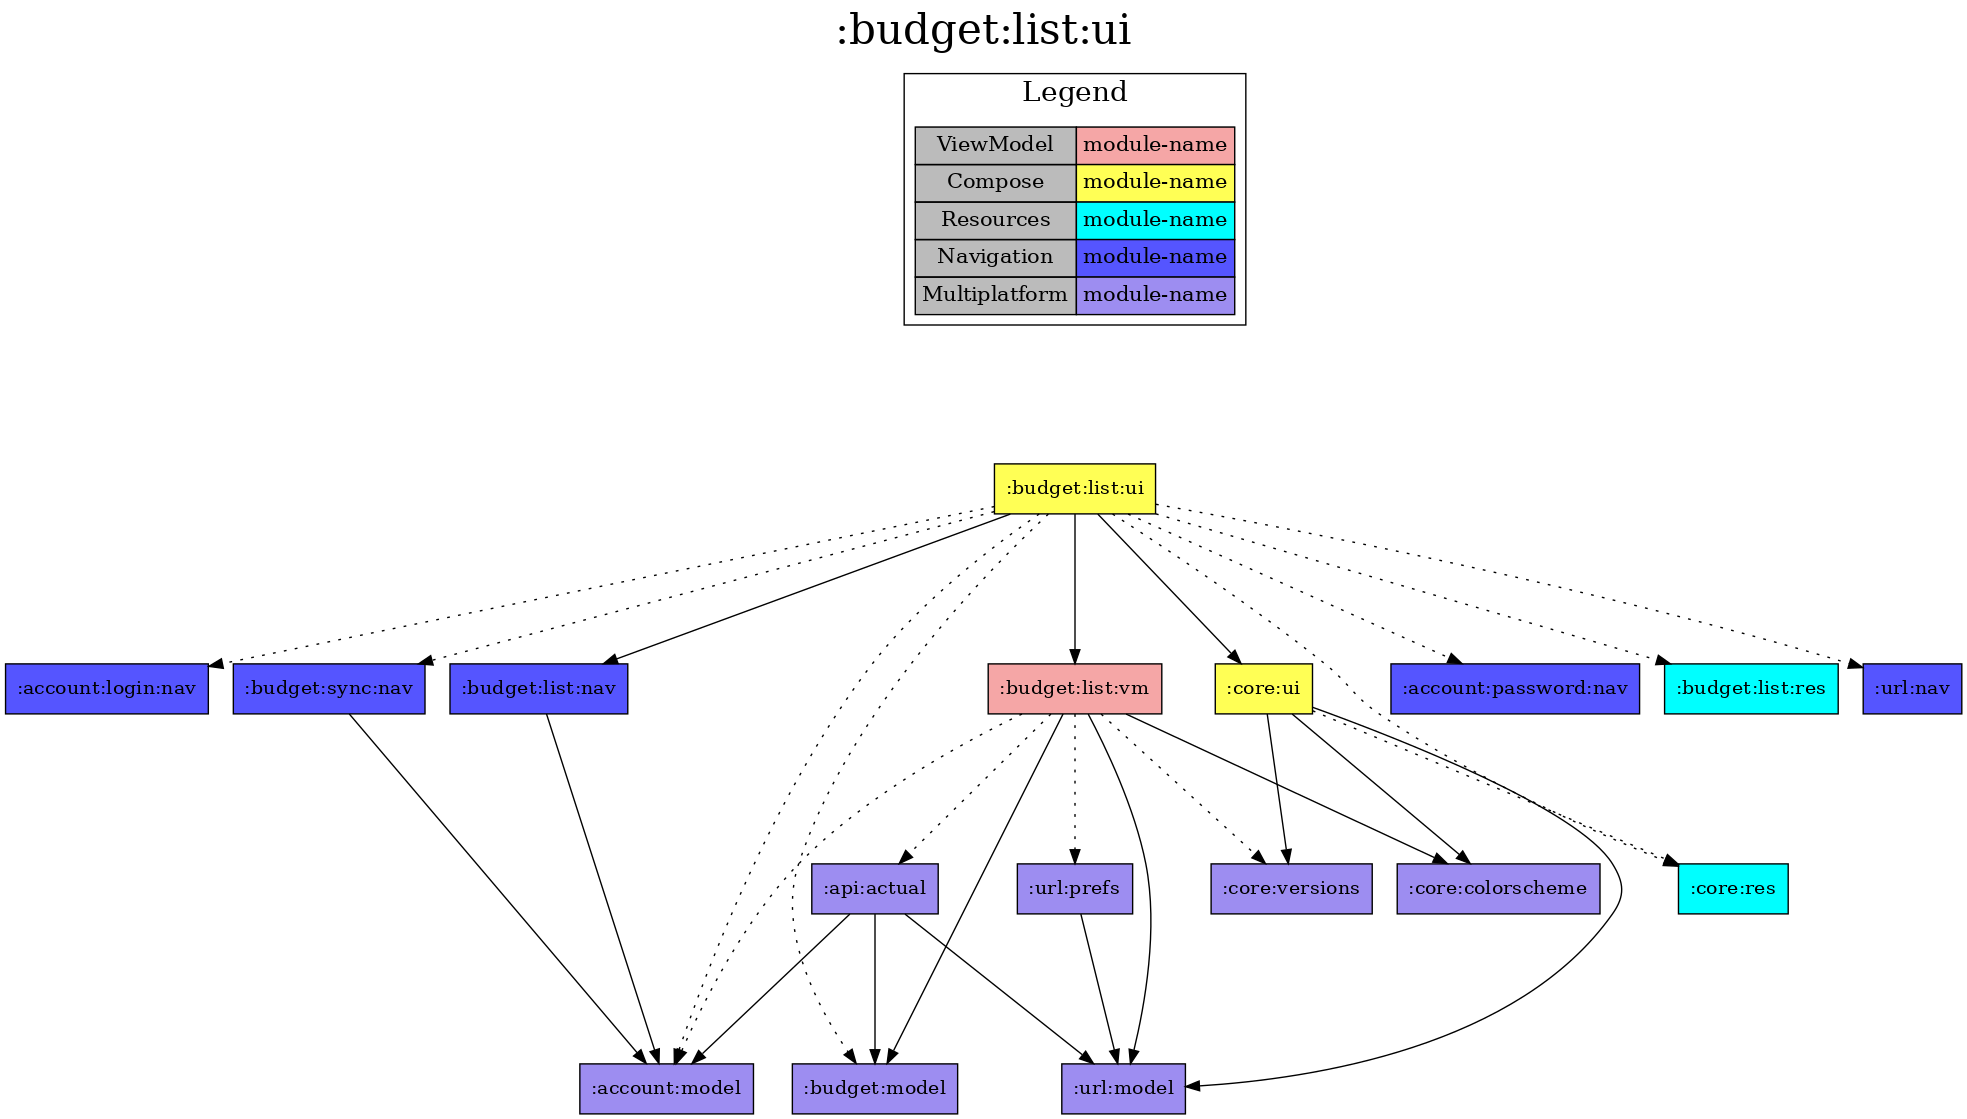 :budget:list:ui
Legend
ViewModel module-name
Compose module-name
Resources module-name
Navigation module-name
Multiplatform module-name
:budget:list:ui
:account:login:nav :budget:sync:nav :budget:list:nav :budget:list:vm :core:ui :account:password:nav :budget:list:res :url:nav
:api:actual :url:prefs :core:versions :core:colorscheme :core:res
:account:model :budget:model :url:model